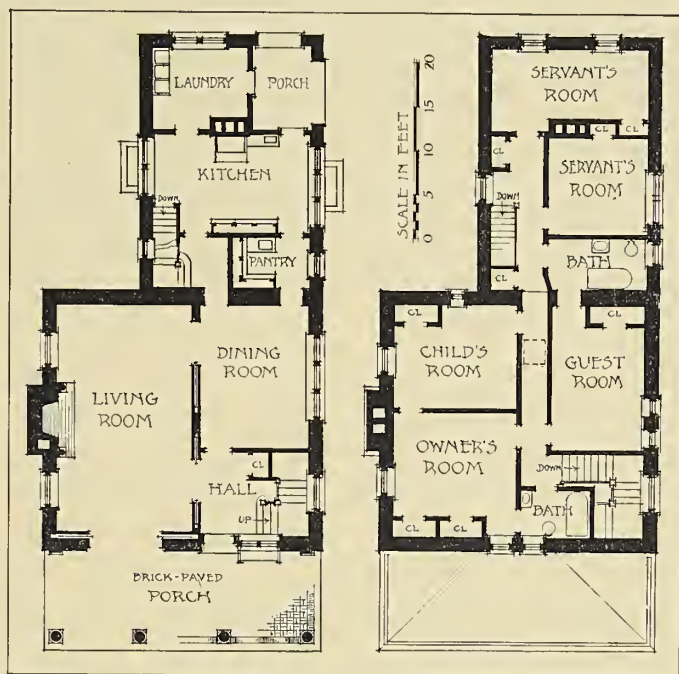 LAUNDRY
PORCH
KITCHEN
DOWN
PANTRY
DINING
ROOM
LIVING
ROOM
CL
HALL
UP
BRICK-PAVED
PORCH
SCALE IN FEET
0 5 10 15 20
SERVANT'S
ROOM
CL
CL
CL
SERVANT'S
ROOM
DOWN
BATH
CL
CL
CL
CHILD'S
ROOM
GUEST
ROOM
OWNER'S
ROOM
DOWN
BATH
CL
CL